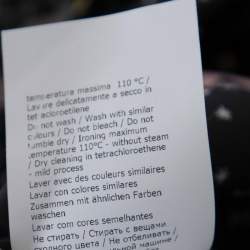 temperatura massima 110 °C /
Lavare delicatamente a secco in
tetracloroetilene
Do not wash / Wash with similar
colours / Do not bleach / Do not
tumble dry / Ironing maximum
temperature 110°C - without steam
/ Dry cleaning in tetrachloroethene
- mild process
Laver avec des couleurs similaires
Lavar con colores similares
Zusammen mit ähnlichen Farben
waschen
Lavar com cores semelhantes
Не стирать / Стирать с вещами
сходного цвета / Не отбеливать /